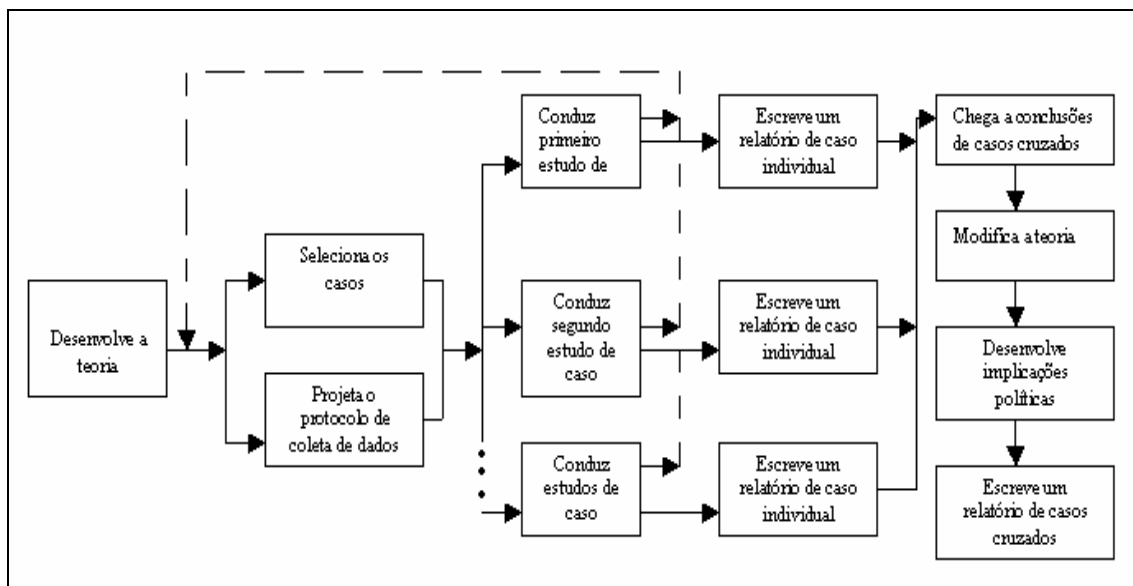 Desenvolve a
teoria
Seleciona os
casos
Projeta o
protocolo de
coleta de dados
Conduz
primeiro
estudo de
Conduz
segundo
estudo de
caso
Conduz
estudos de
caso
Escreve um
relatório de caso
individual
Escreve um
relatório de caso
individual
Escreve um
relatório de caso
individual
Chega a conclusões
de casos cruzados
Modifica a teoria
Desenvolve
implicações
políticas
Escreve um
relatório de casos
cruzados